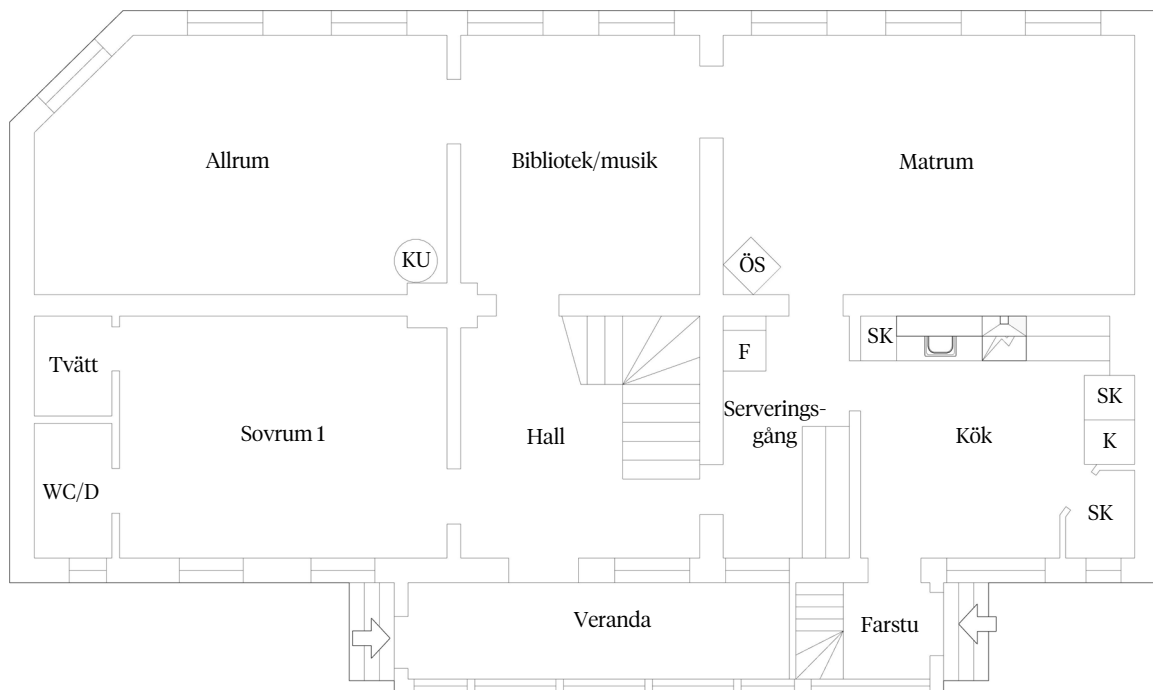 Allrum
Bibliotek/musik
Matrum
KU
ÖS
SK
F
Tvätt
SK
Serverings-
gång
Sovrum 1
Hall
Kök
K
WC/D
SK
Veranda
Farstu